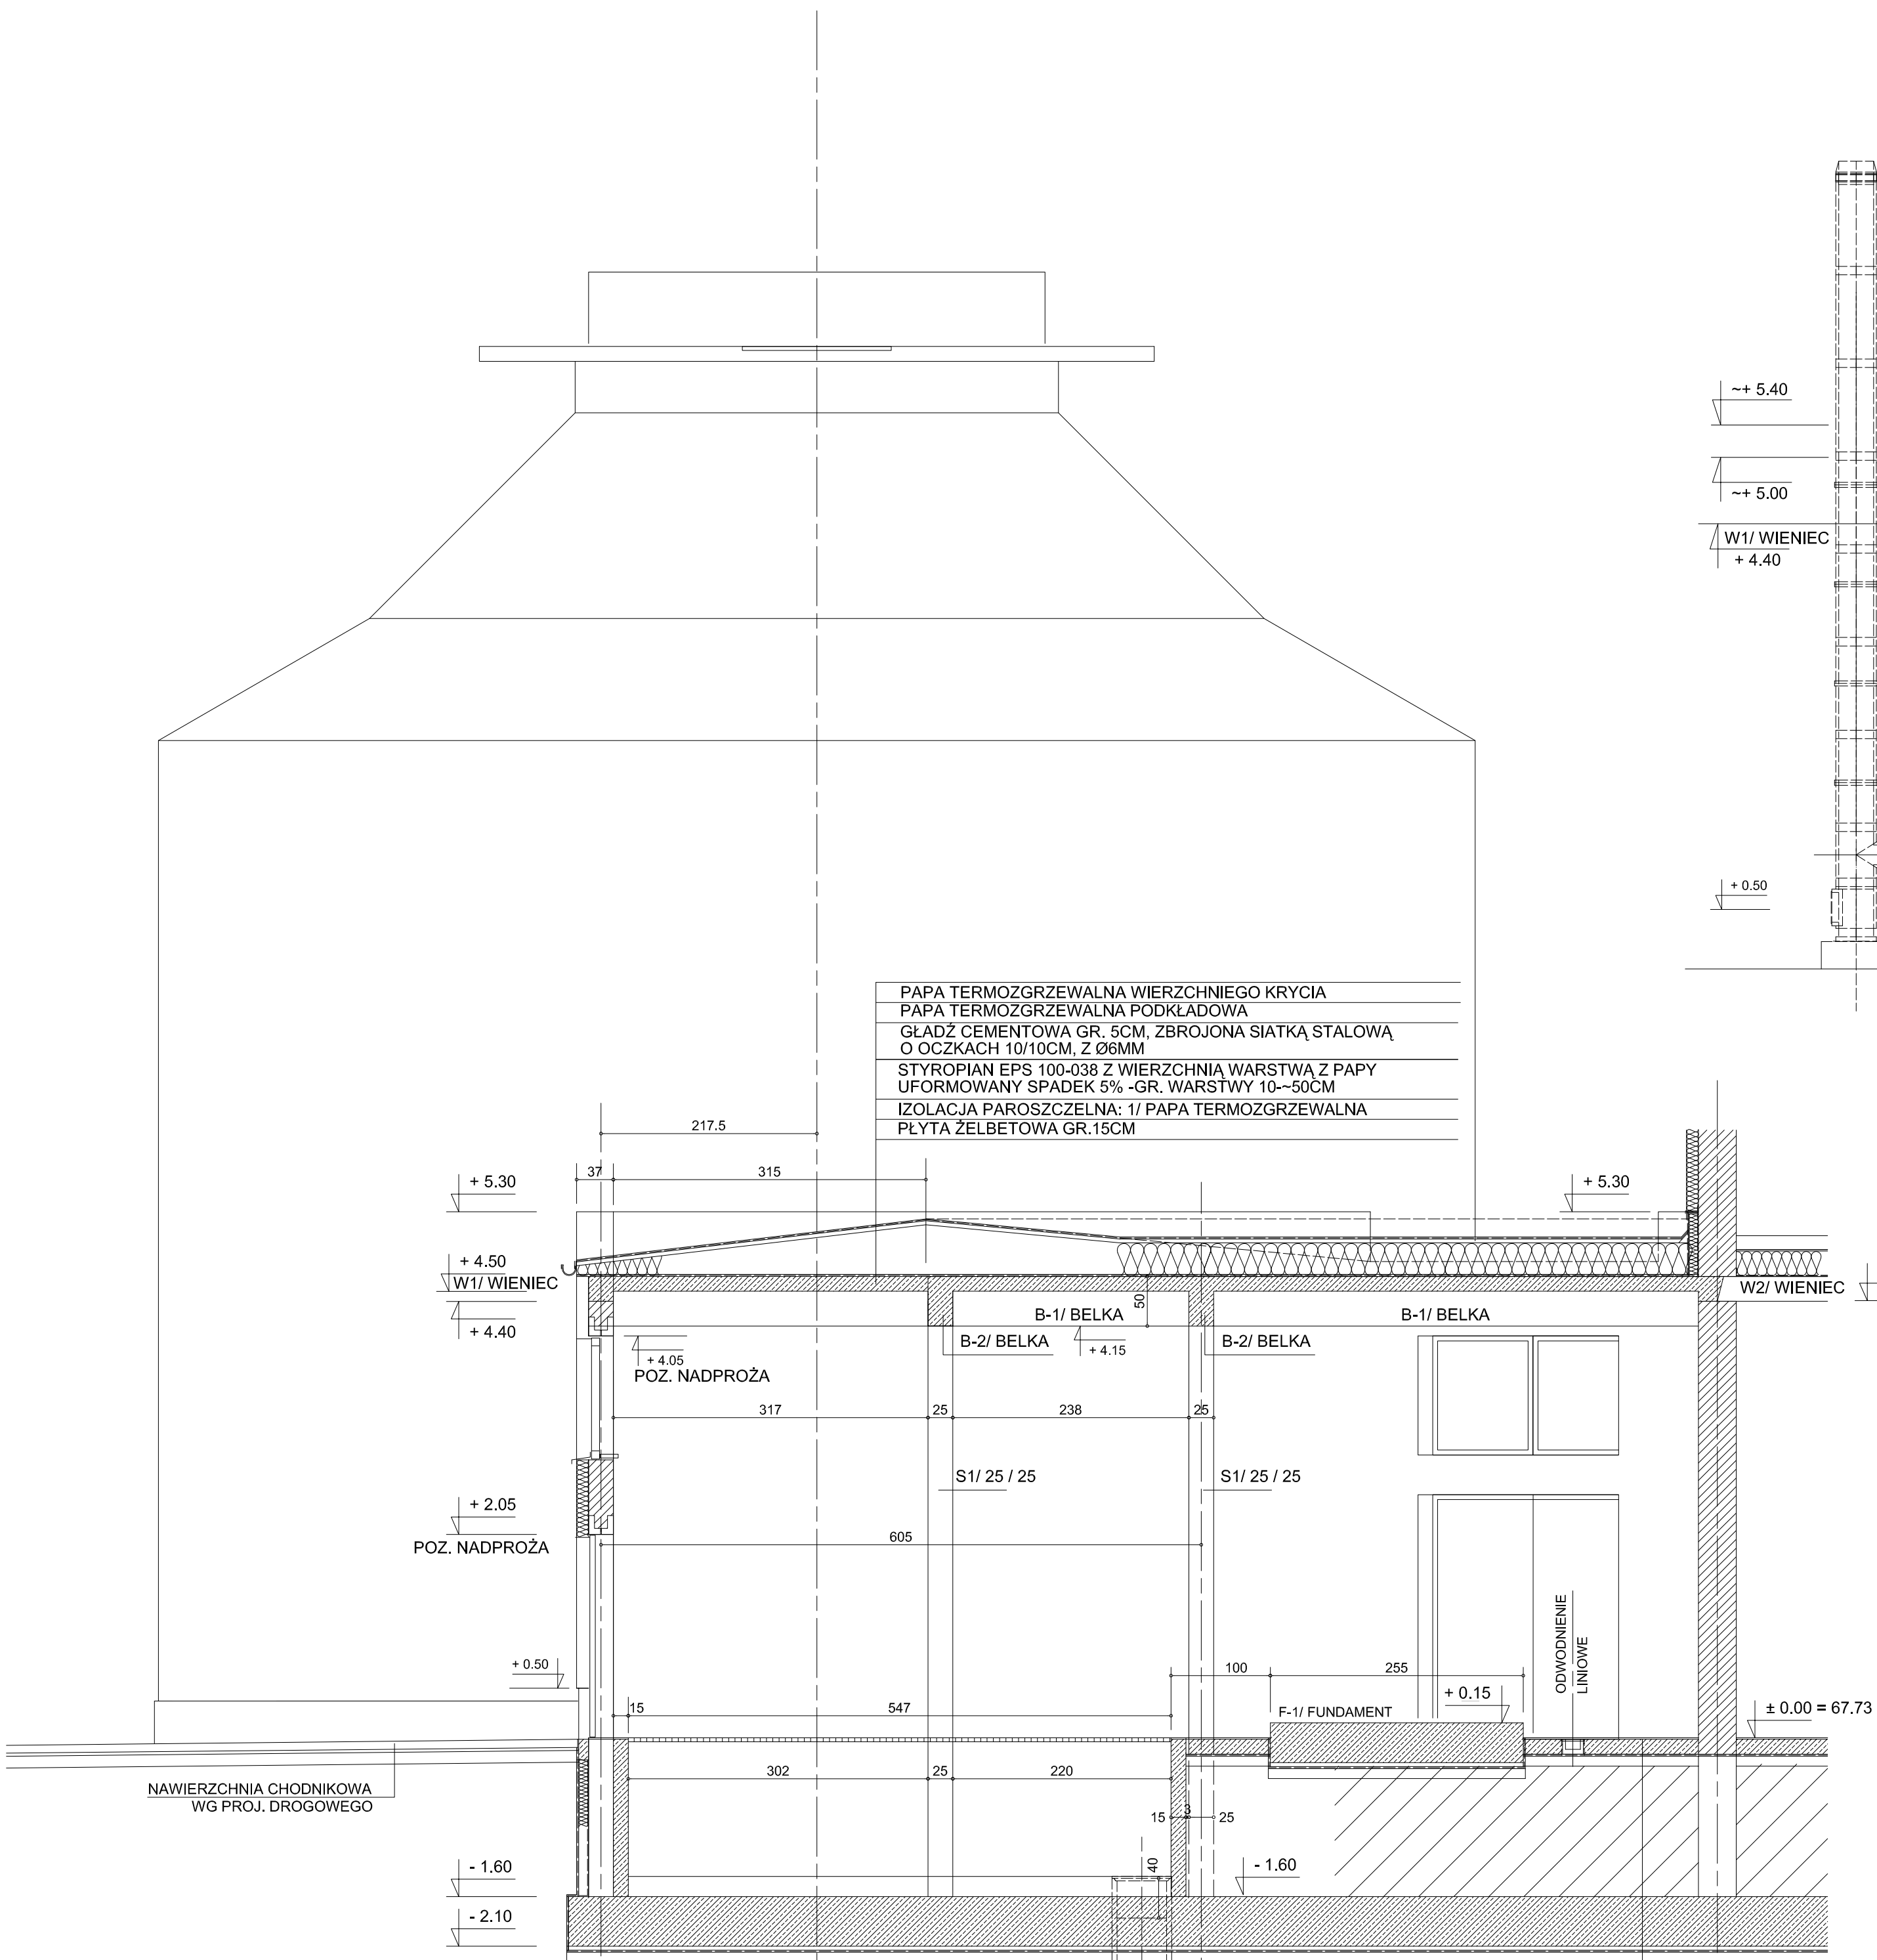 ~+ 5.40
~+ 5.00
W1/ WIENIEC
+ 4.40
+ 0.50
PAPA TERMOZGRZEWALNA WIERZCHNIEGO KRYCIA
PAPA TERMOZGRZEWALNA PODKŁADOWA
GŁADŹ CEMENTOWA GR. 5CM, ZBROJONA SIATKĄ STALOWĄ
O OCZKACH 10/10CM, Z Ø6MM
STYROPIAN EPS 100-038 Z WIERZCHNIĄ WARSTWĄ Z PAPY
UFORMOWANY SPADEK 5% -GR. WARSTWY 10-~50CM
IZOLACJA PAROSZCZELNA: 1/ PAPA TERMOZGRZEWALNA
PŁYTA ŻELBETOWA GR.15CM
217.5
37
315
+ 5.30
+ 5.30
+ 4.50
W1/ WIENIEC
+ 4.40
W2/ WIENIEC
50
B-1/ BELKA
B-1/ BELKA
B-2/ BELKA
+ 4.15
B-2/ BELKA
+ 4.05
POZ. NADPROŻA
317
25
238
25
S1/ 25 / 25
S1/ 25 / 25
+ 2.05
POZ. NADPROŻA
605
ODWODNIENIE
LINIOWE
+ 0.50
100
255
15
547
F-1/ FUNDAMENT
+ 0.15
± 0.00 = 67.73
NAWIERZCHNIA CHODNIKOWA
WG PROJ. DROGOWEGO
302
25
220
15
3
25
40
- 1.60
- 1.60
- 2.10